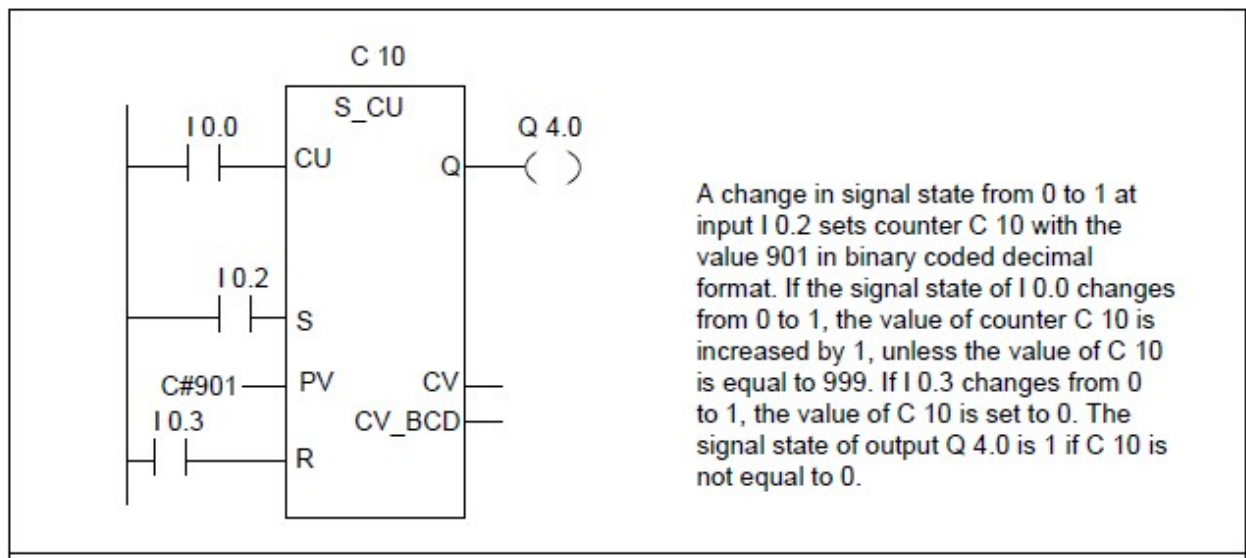 C 10
S_CU
I 0.0
CU
Q
Q 4.0
I 0.2
S
C#901
PV
CV
I 0.3
CV_BCD
R
A change in signal state from 0 to 1 at
input I 0.2 sets counter C 10 with the
value 901 in binary coded decimal
format. If the signal state of I 0.0 changes
from 0 to 1, the value of counter C 10 is
increased by 1, unless the value of C 10
is equal to 999. If I 0.3 changes from 0
to 1, the value of C 10 is set to 0. The
signal state of output Q 4.0 is 1 if C 10 is
not equal to 0.